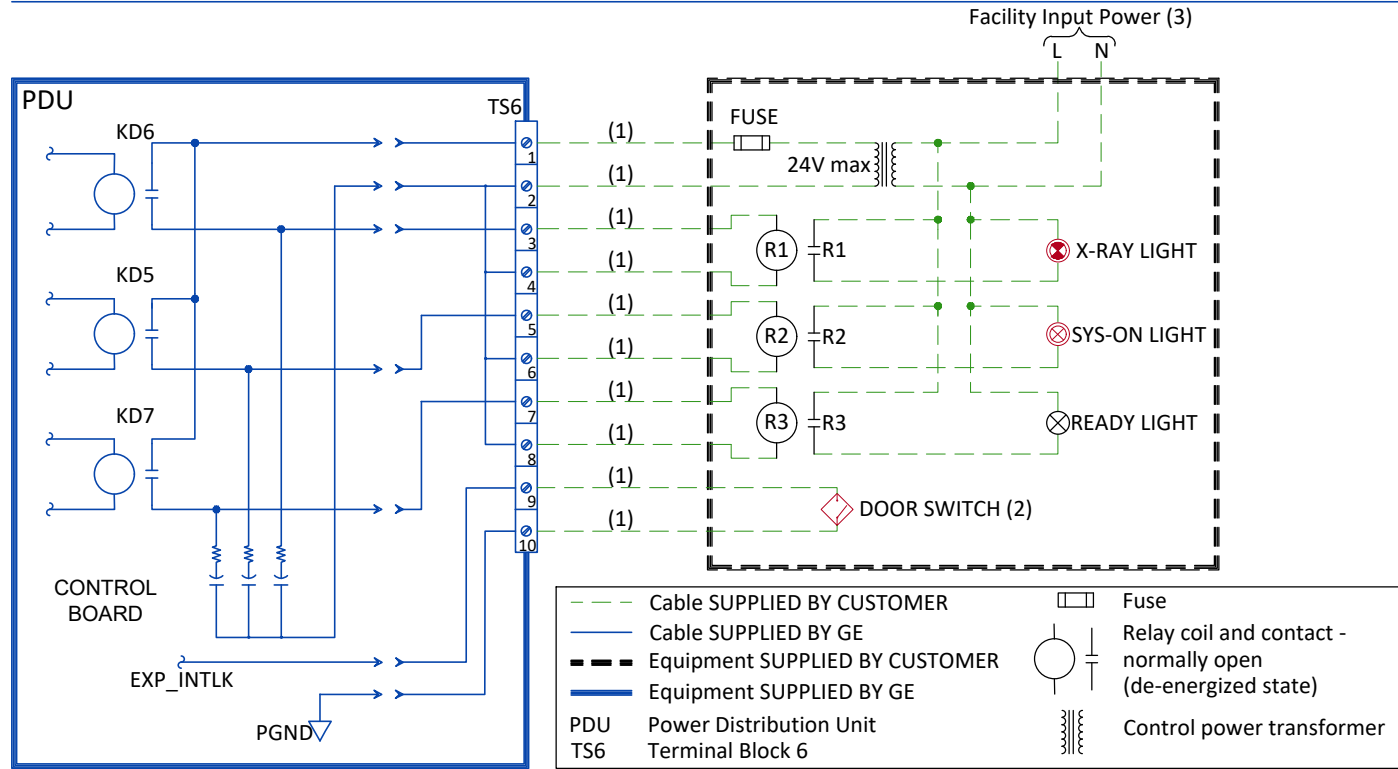 Facility Input Power (3)
L N
PDU
TS6
KD6
KD5
KD7
CONTROL
BOARD
EXP_INTLK
PGND
1
2
3
4
5
6
7
8
9
10
(1)
(1)
(1)
(1)
(1)
(1)
(1)
(1)
(1)
(1)
FUSE
24V max
R1 R1 X-RAY LIGHT
R2 R2 SYS-ON LIGHT
R3 R3 READY LIGHT
DOOR SWITCH (2)
Cable SUPPLIED BY CUSTOMER
Cable SUPPLIED BY GE
Equipment SUPPLIED BY CUSTOMER
Equipment SUPPLIED BY GE
PDU Power Distribution Unit
TS6 Terminal Block 6
Fuse
Relay coil and contact -
normally open
(de-energized state)
Control power transformer